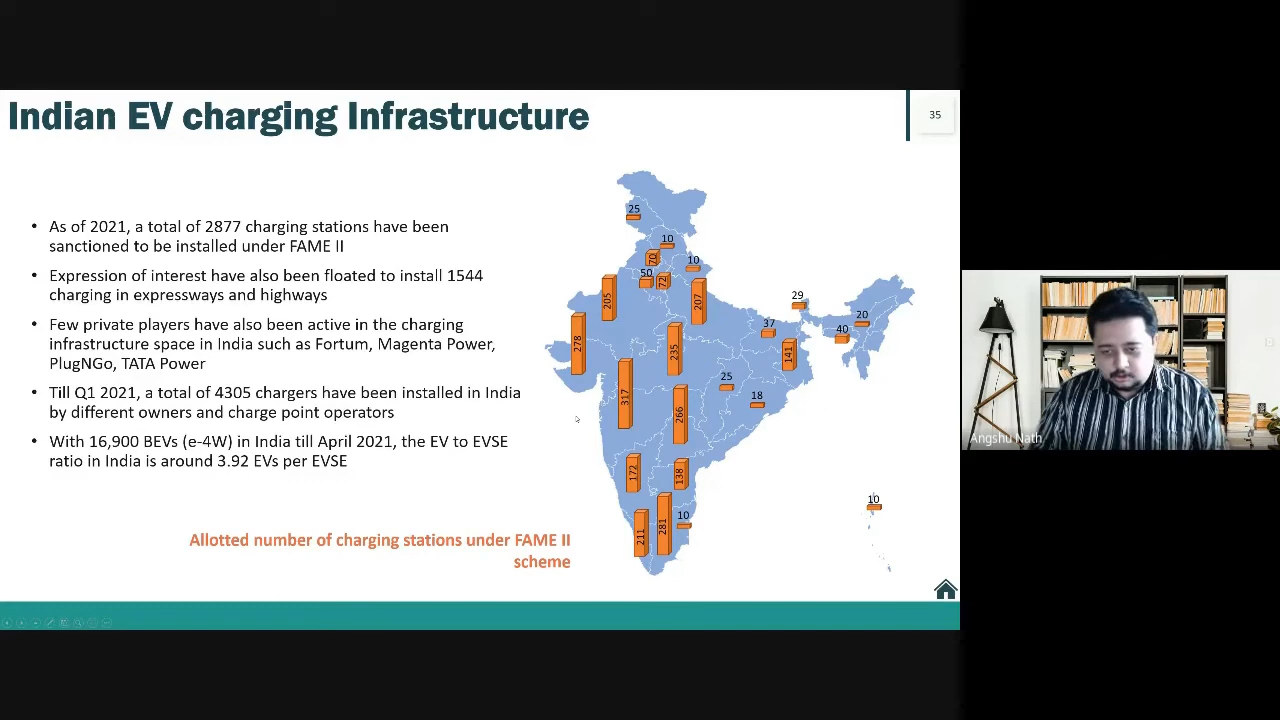 Indian EV charging Infrastructure
35
• As of 2021, a total of 2877 charging stations have been
sanctioned to be installed under FAME II
• Expression of interest have also been floated to install 1544
charging in expressways and highways
• Few private players have also been active in the charging
infrastructure space in India such as Fortum, Magenta Power,
PlugNGo, TATA Power
• Till Q1 2021, a total of 4305 chargers have been installed in India
by different owners and charge point operators
• With 16,900 BEVs (e-4W) in India till April 2021, the EV to EVSE
ratio in India is around 3.92 EVs per EVSE
Allotted number of charging stations under FAME II
scheme
25
10
70
10
50
72
205
207
29
20
37
40
278
235
141
317
25
18
266
172
138
10
281
211
10
Angshu Nath